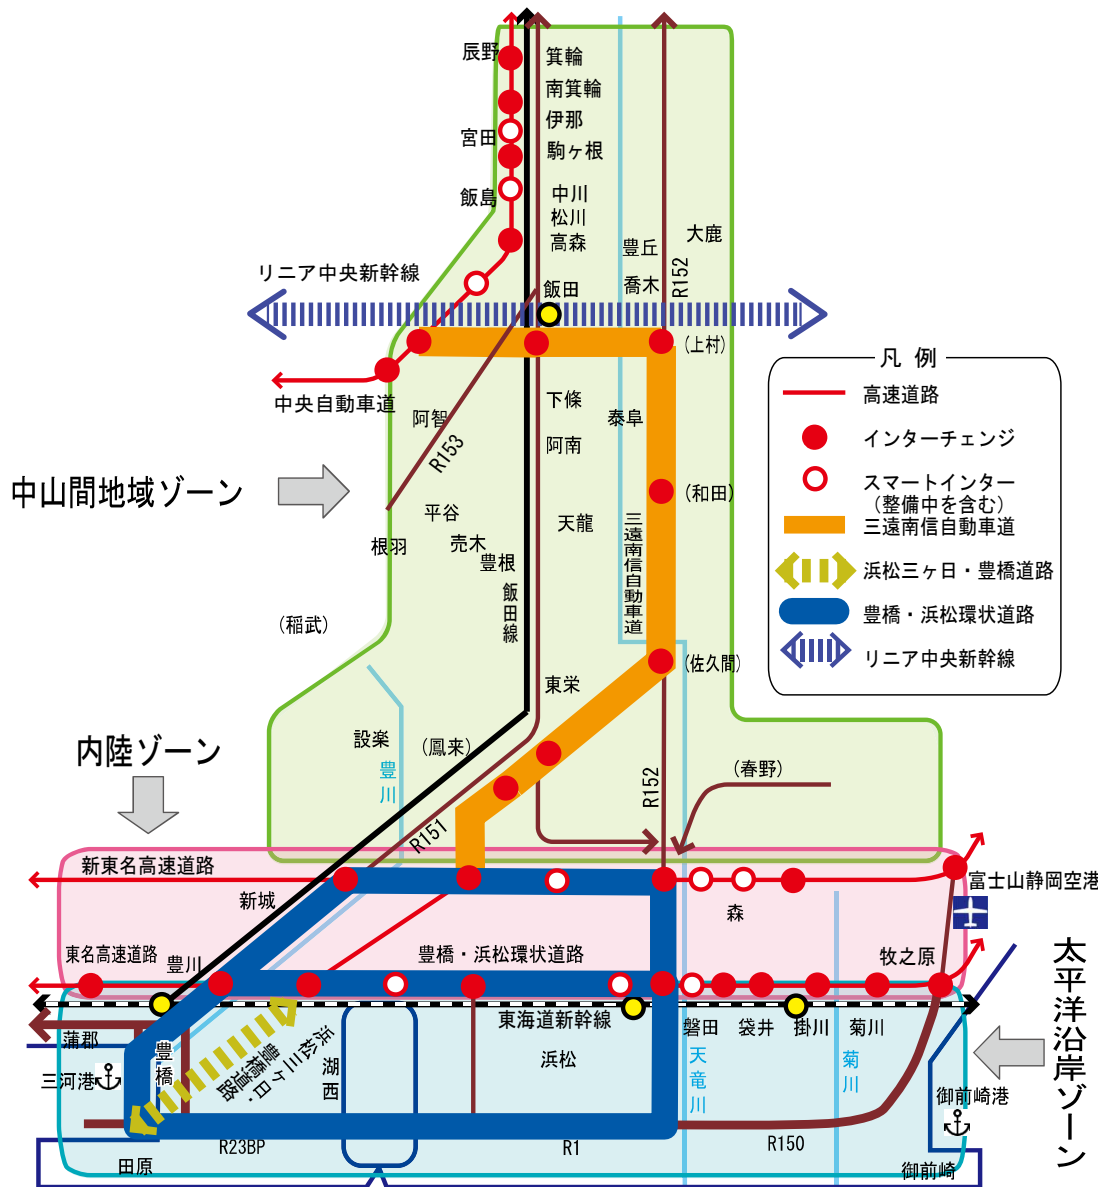 辰野
箕輪
南箕輪
伊那
宮田
駒ヶ根
飯島
中川
松川
高森
大鹿
豊丘
喬木
R152
リニア中央新幹線
飯田
(上村)
中央自動車道
阿智
R153
下條
泰阜
阿南
中山間地域ゾーン
(和田)
平谷
天龍
根羽
売木
豊根
飯田線
三遠南信自動車道
(稲武)
(佐久間)
東栄
設楽
(鳳来)
豊川
内陸ゾーン
R152
(春野)
R151
凡 例
高速道路
インターチェンジ
スマートインター
(整備中を含む)
三遠南信自動車道
浜松三ヶ日・豊橋道路
豊橋・浜松環状道路
リニア中央新幹線
新東名高速道路
富士山静岡空港
新城
森
東名高速道路
豊川
豊橋・浜松環状道路
牧之原
太平洋沿岸ゾーン
東海道新幹線
磐田
袋井
掛川
菊川
蒲郡
豊橋
浜松三ヶ日・
豊橋道路
湖西
浜松
天竜川
菊川
三河港
御前崎港
R23BP
R1
R150
田原
御前崎